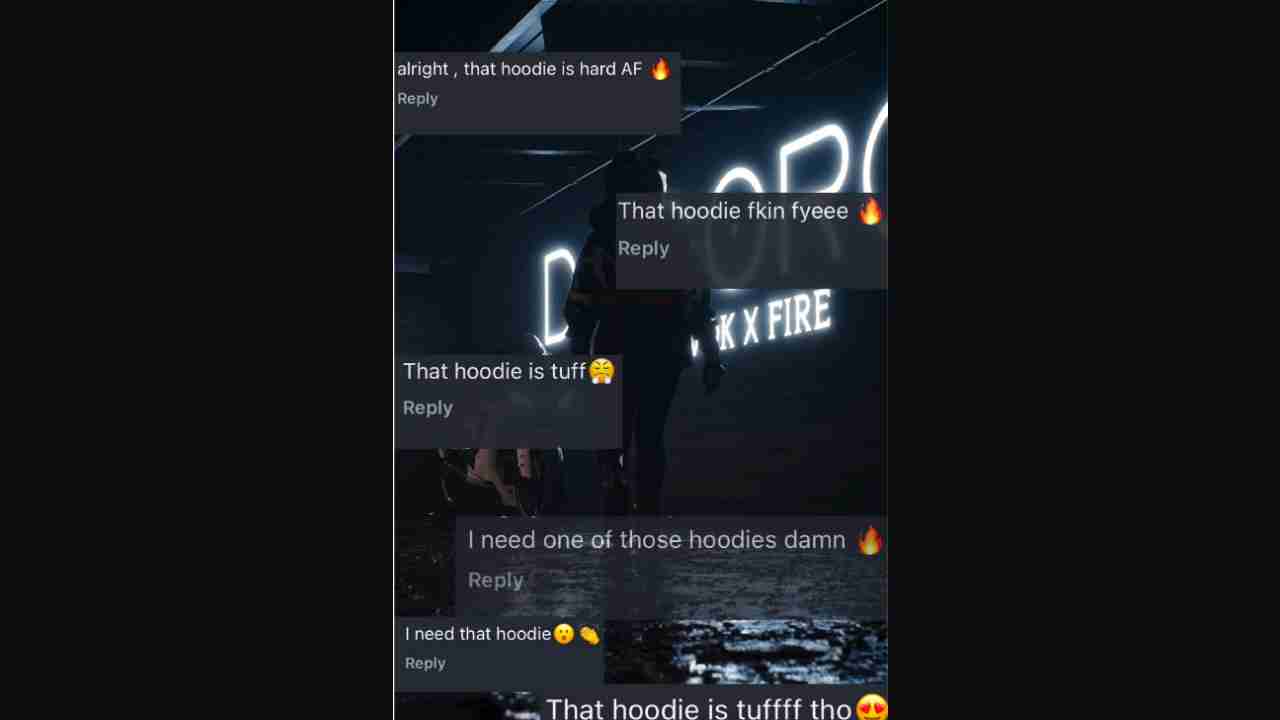 alright , that hoodie is hard AF 🔥
Reply
That hoodie fkin fyeee 🔥
Reply
X FIRE
That hoodie is tuff😤
Reply
I need one of those hoodies damn 🔥
Reply
I need that hoodie😮👏
Reply
That hoodie is tuffff tho😍